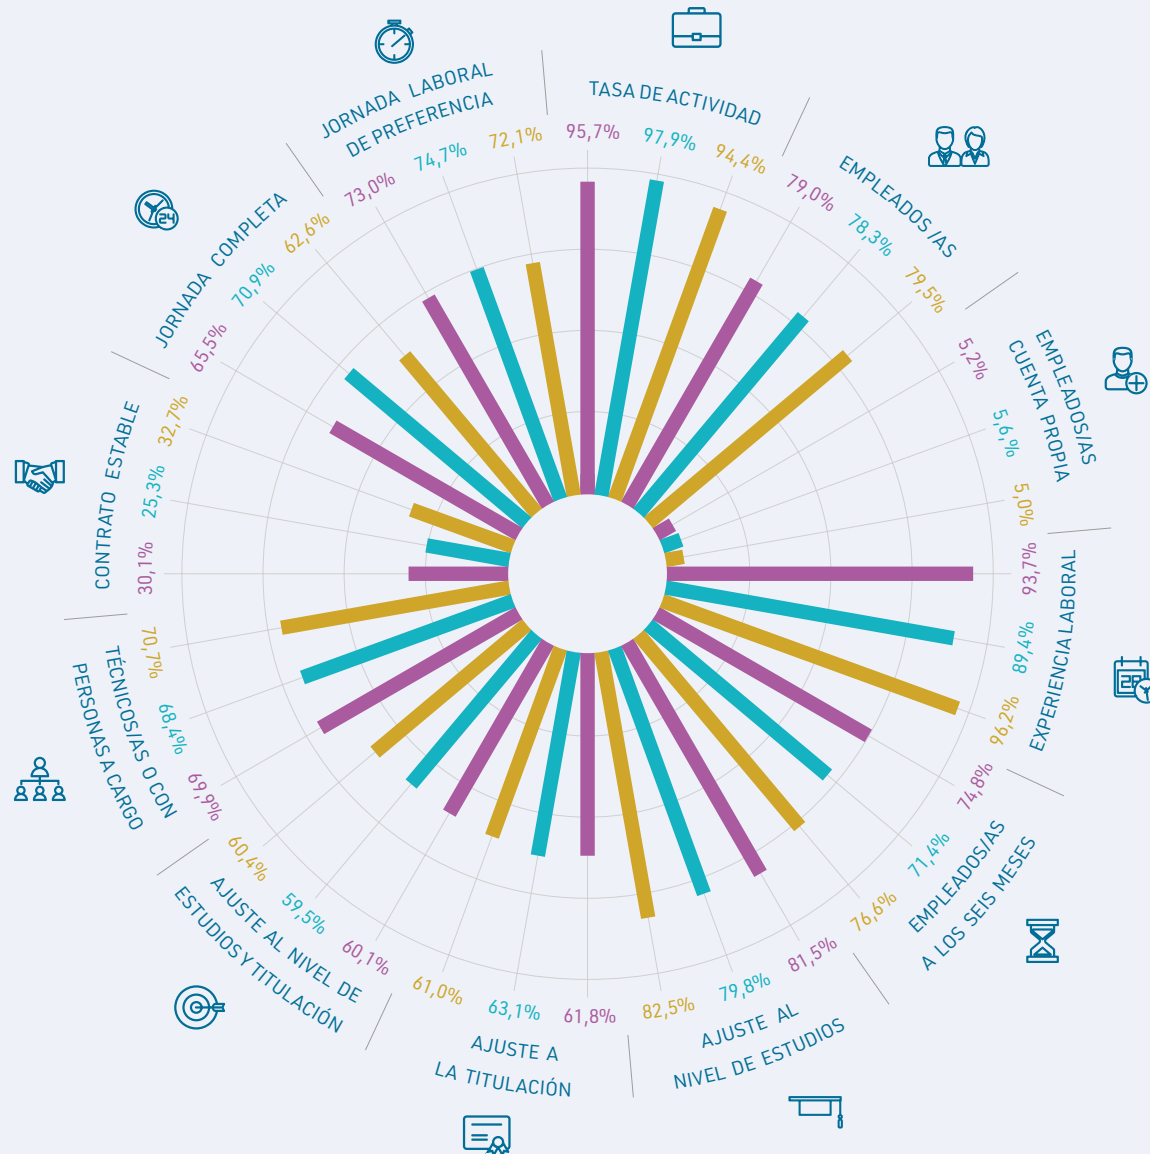 TASA DE ACTIVIDAD
95,7%
97,9%
94,4%
EMPLEADOS/AS
79,0%
78,3%
79,5%
EMPLEADOS/AS
CUENTA PROPIA
5,2%
5,6,%
5,0%
EXPERIENCIA LABORAL
93,7%
89,4%
96,2%
EMPLEADOS/AS
A LOS SEIS MESES
74,8%
71,4%
76,6%
AJUSTE AL
NIVEL DE ESTUDIOS
81,5%
79,8%
82,5%
AJUSTE A
LA TITULACIÓN
61,8%
63,1%
61,0%
AJUSTE AL NIVEL DE
ESTUDIOS Y TITULACIÓN
60,1%
59,5%
60,4%
TÉCNICOS/AS O CON
PERSONAS A CARGO
69,9%
68,4%
70,7%
CONTRATO ESTABLE
30,1%
25,3%
32,7%
JORNADA COMPLETA
65,5%
70,9%
62,6%
JORNADA LABORAL
DE PREFERENCIA
73,0%
74,7%
72,1%
24